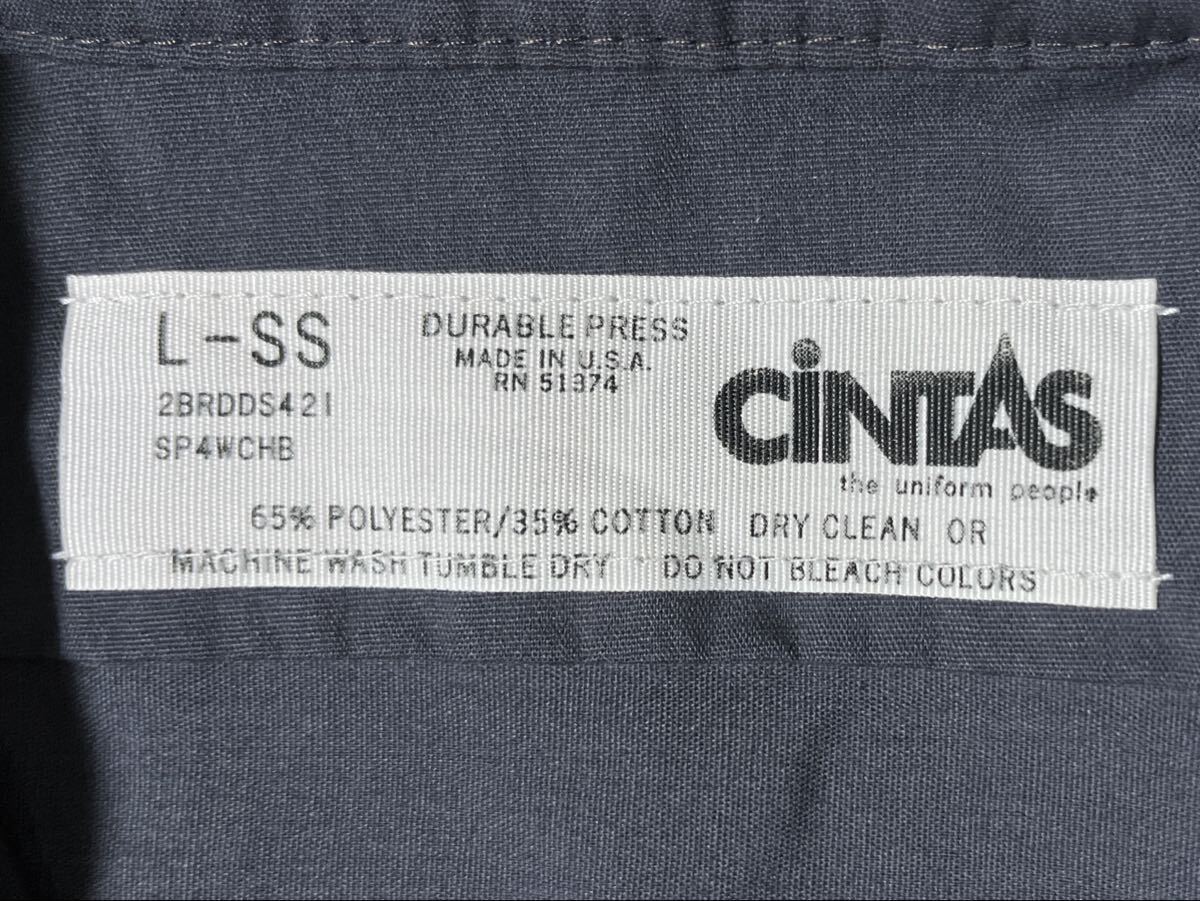 L-SS
2BRDDS421
SP4WCHB
DURABLE PRESS
MADE IN U.S.A.
RN 51374
CiNTAS
the uniform people
65% POLYESTER/35% COTTON DRY CLEAN OR
MACHINE WASH TUMBLE DRY DO NOT BLEACH COLORS